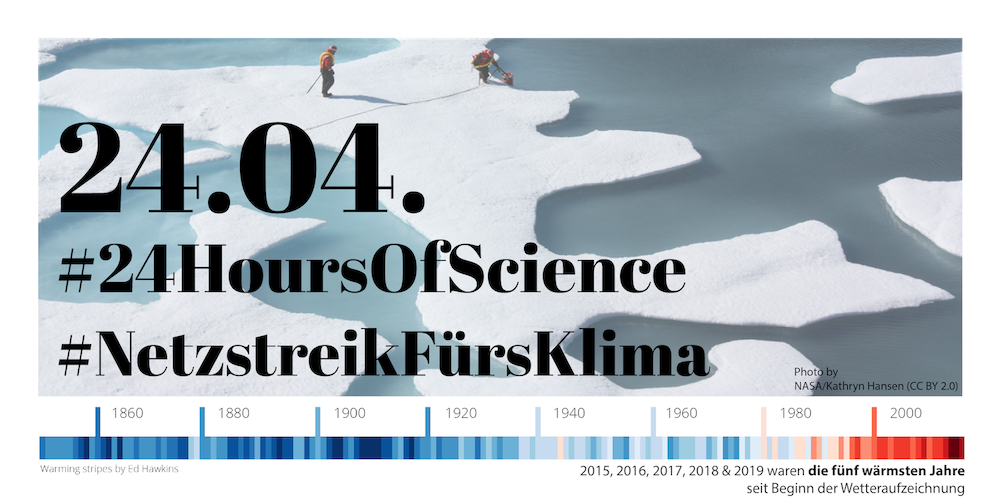 24.04.
#24HoursOfScience
#NetzstreikFürsKlima
Photo by
NASA/Kathryn Hansen (CC BY 2.0)
1860 1880 1900 1920 1940 1960 1980 2000
Warming stripes by Ed Hawkins
2015, 2016, 2017, 2018 & 2019 waren die fünf wärmsten Jahre
seit Beginn der Wetteraufzeichnung